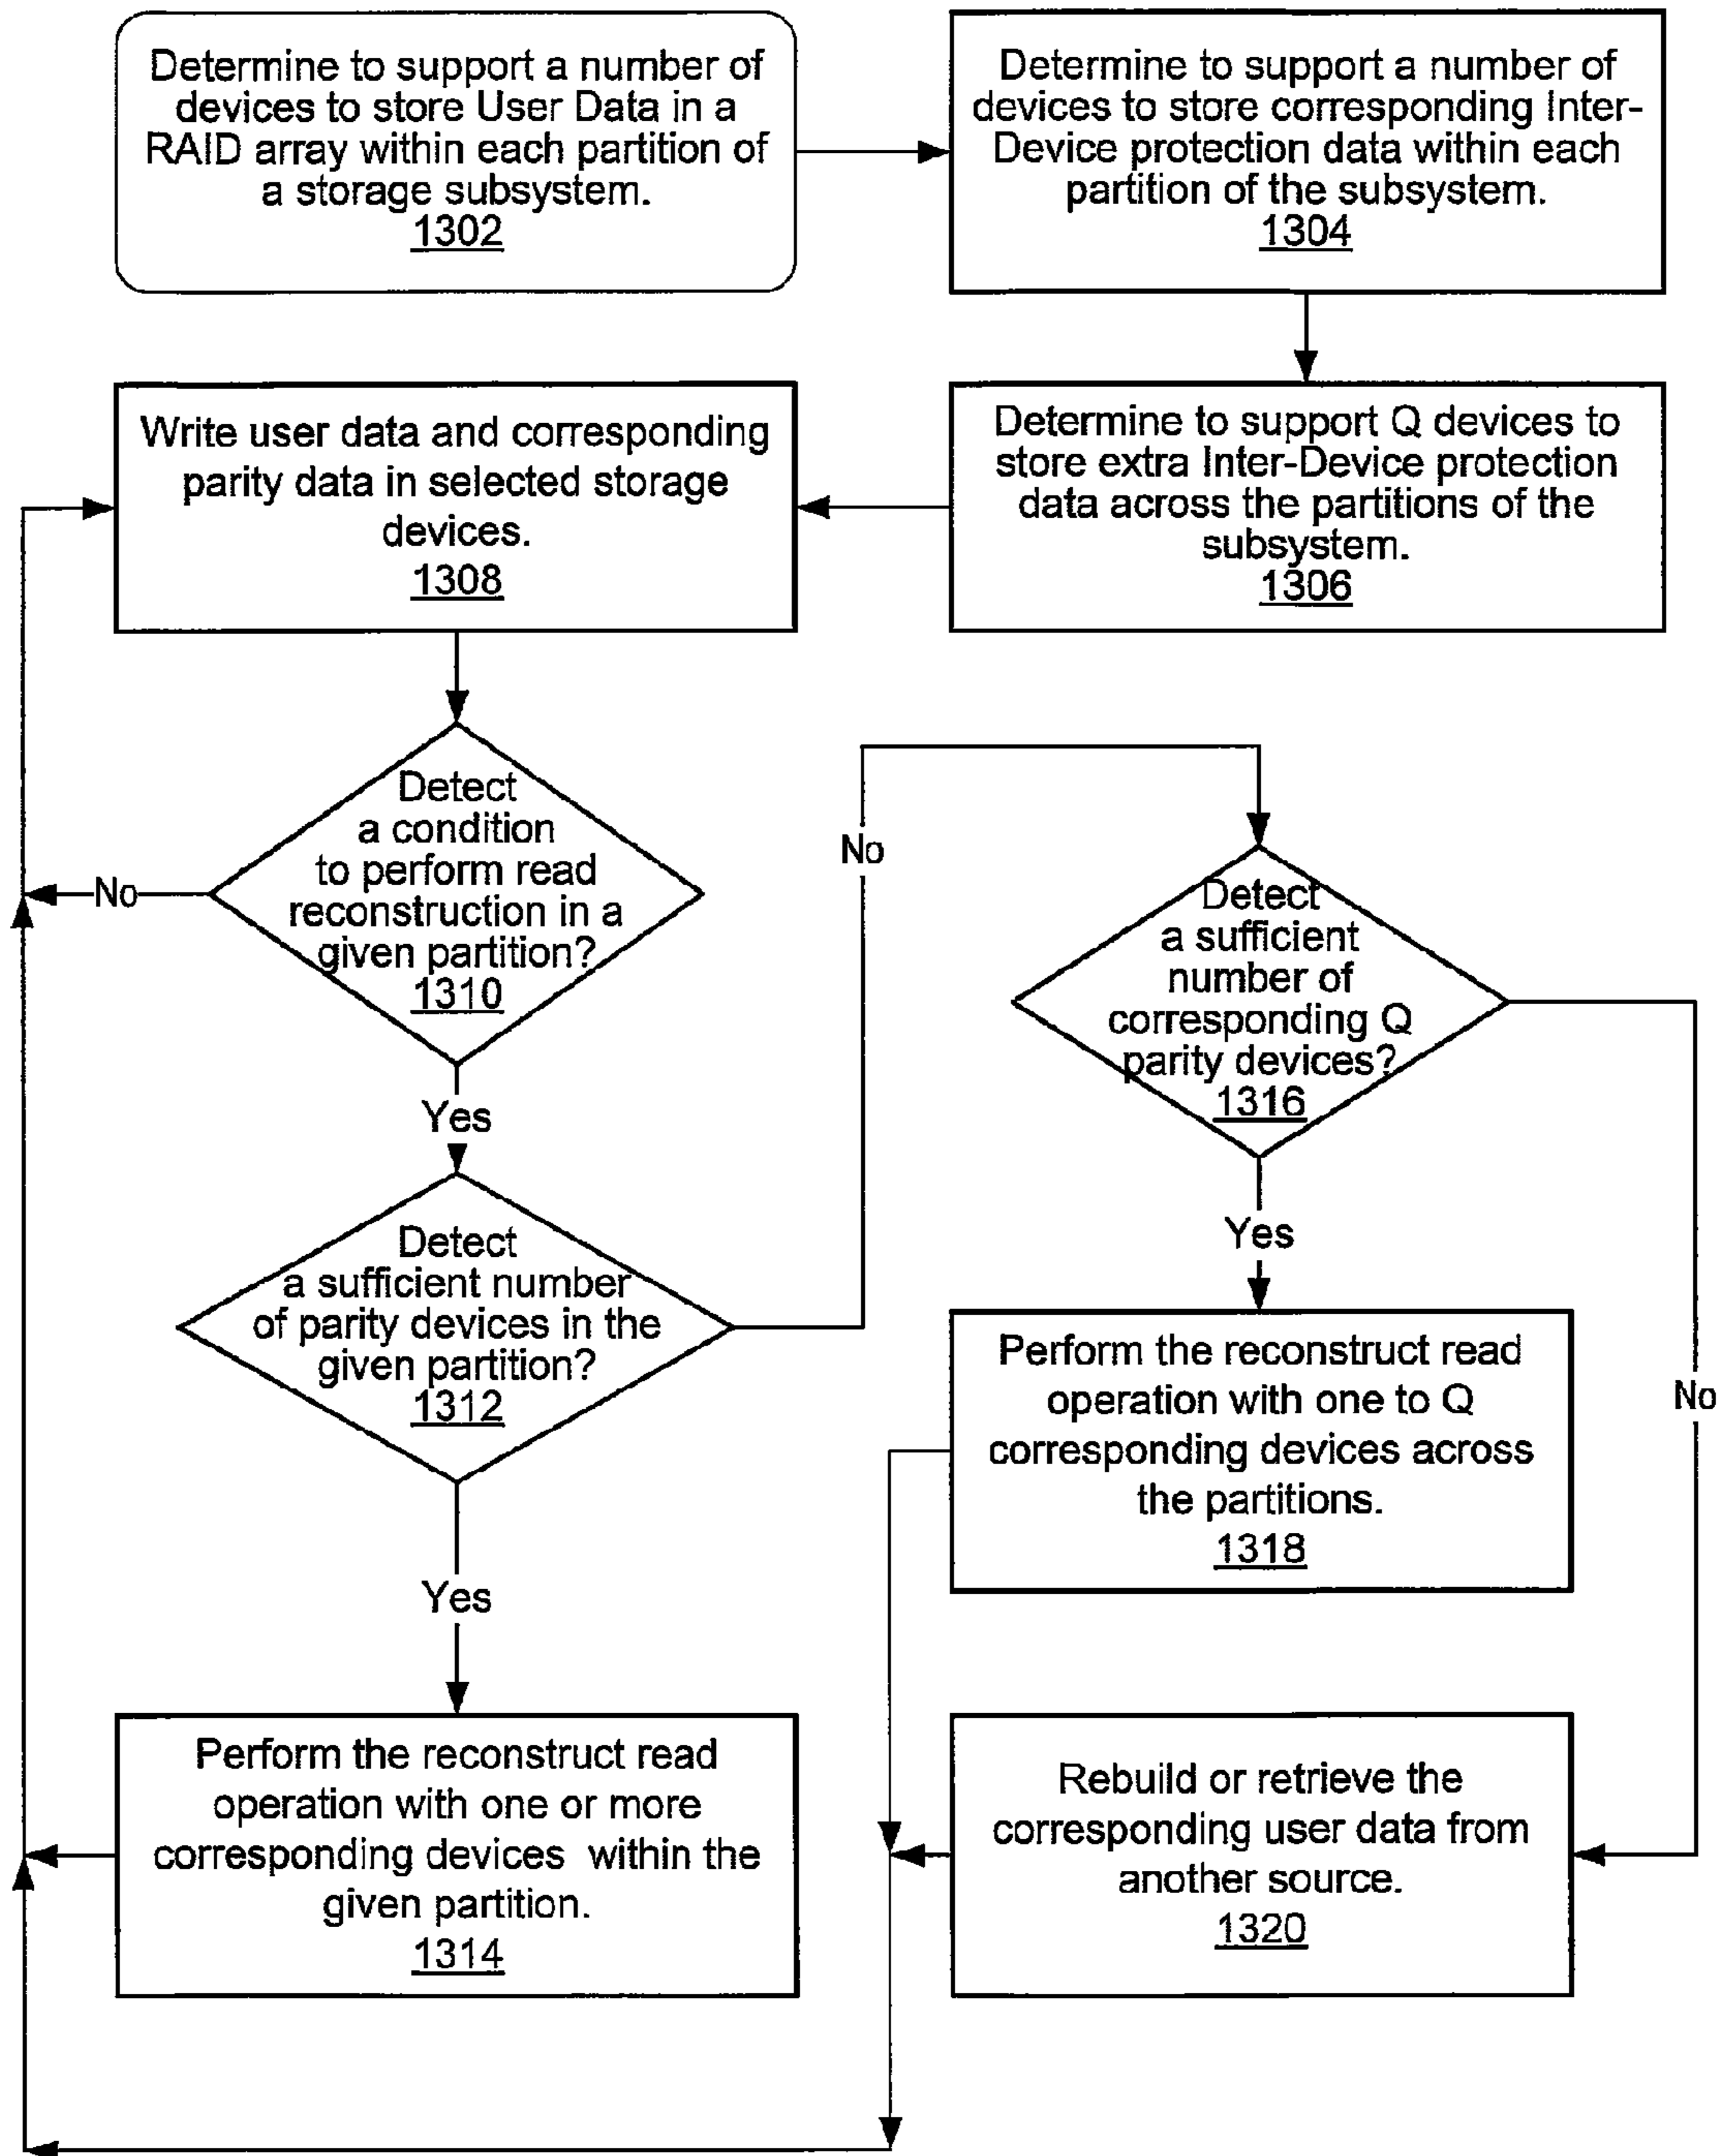 Determine to support a number of
devices to store User Data in a
RAID array within each partition of
a storage subsystem.
1302
Determine to support a number of
devices to store corresponding Inter-
Device protection data within each
partition of the subsystem.
1304
Determine to support Q devices to
store extra Inter-Device protection
data across the partitions of the
subsystem.
1306
Write user data and corresponding
parity data in selected storage
devices.
1308
Detect
a condition
to perform read
reconstruction in a
given partition?
1310
No
Yes
Detect
a sufficient number
of parity devices in the
given partition?
1312
No
Yes
Perform the reconstruct read
operation with one or more
corresponding devices within the
given partition.
1314
Detect
a sufficient
number of
corresponding Q
parity devices?
1316
No
Yes
Perform the reconstruct read
operation with one to Q
corresponding devices across
the partitions.
1318
Rebuild or retrieve the
corresponding user data from
another source.
1320